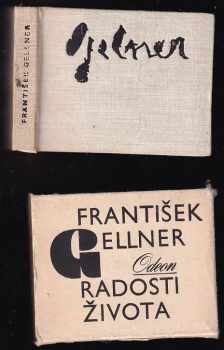 FRANTIŠEK GELLNER
Gellner
FRANTIŠEK
GELLNER
Odeon
RADOSTI
ŽIVOTA